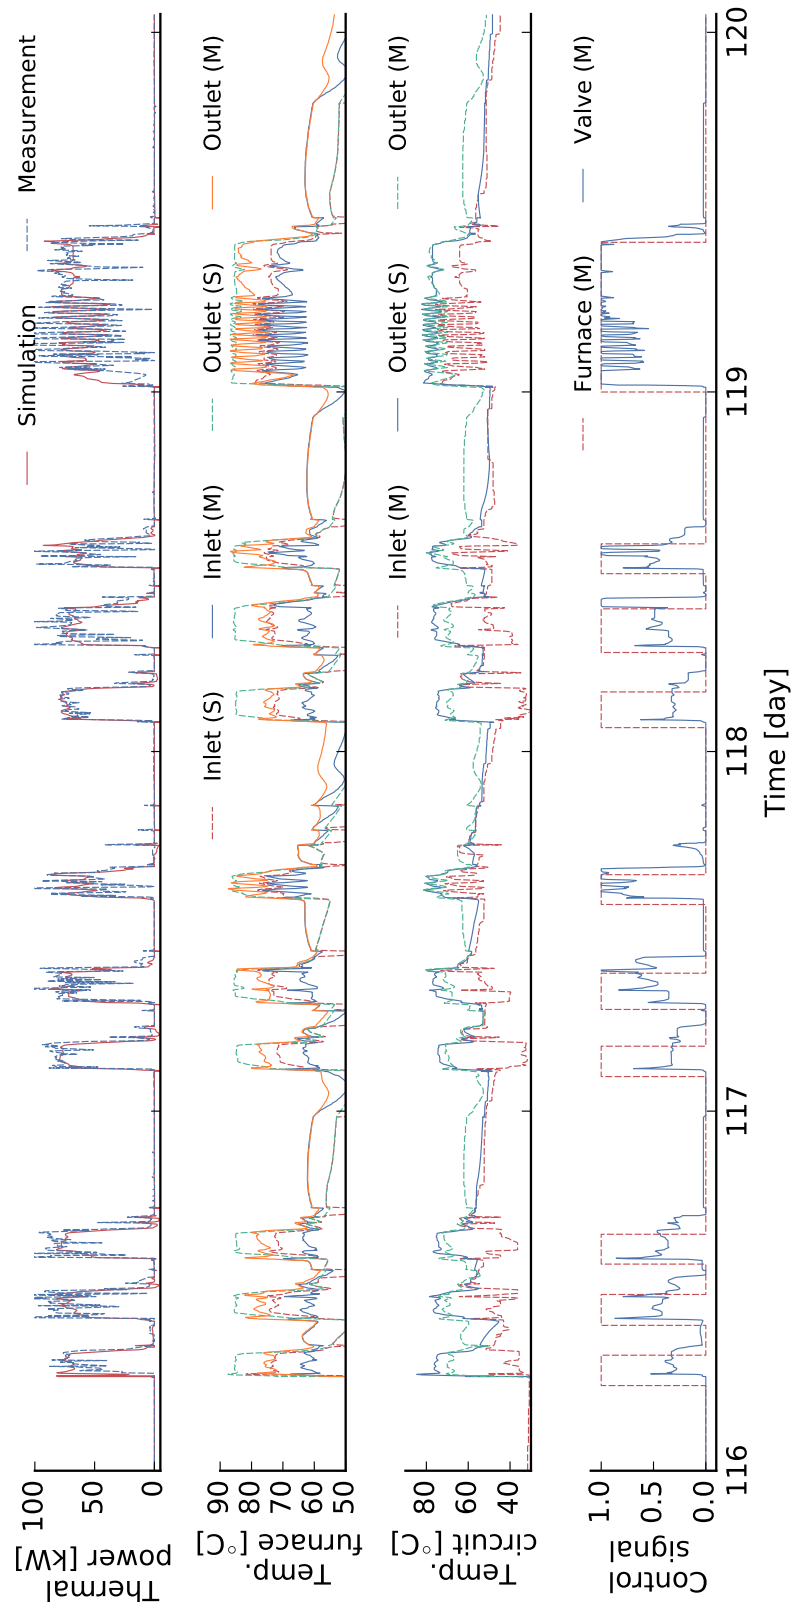 Simulation
Measurement
Thermal
power [kW]
100
50
0
Inlet (S)
Inlet (M)
Outlet (S)
Outlet (M)
Temp.
furnace [°C]
90
80
70
60
50
Inlet (M)
Outlet (S)
Outlet (M)
Temp.
circuit [°C]
80
60
40
Furnace (M)
Valve (M)
Control
signal
1.0
0.5
0.0
116
117
118
119
120
Time [day]